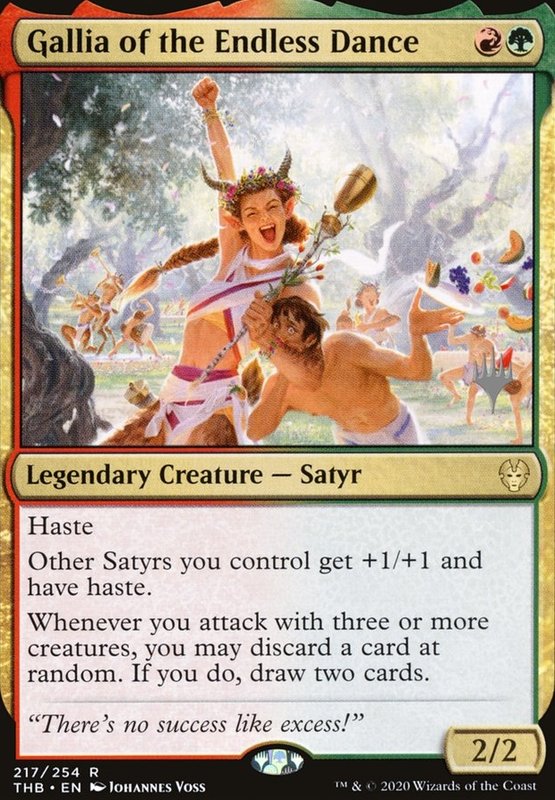 Gallia of the Endless Dance
Legendary Creature — Satyr
Haste
Other Satyrs you control get +1/+1 and
have haste.
Whenever you attack with three or more
creatures, you may discard a card at
random. If you do, draw two cards.
“There's no success like excess!”
2/2
217/254 R
THB • EN Johannes Voss
™ & © 2020 Wizards of the Coast